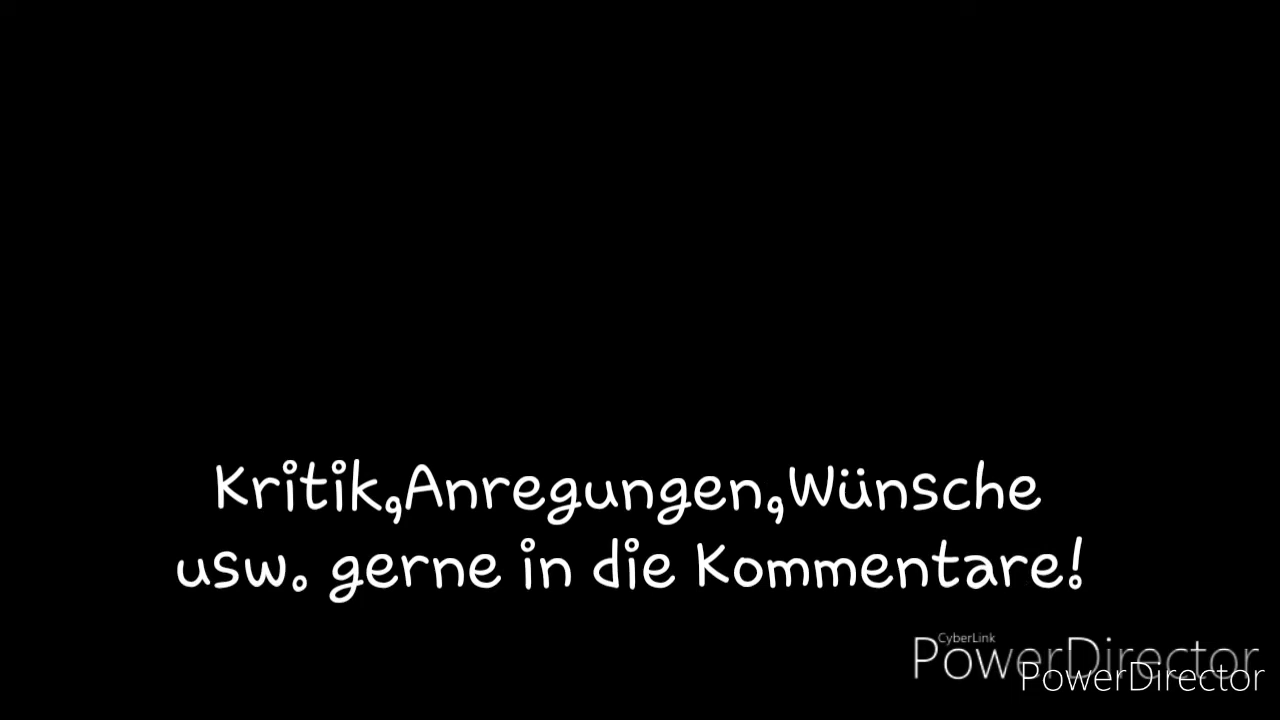 Kritik,Anregungen,Wünsche
usw. gerne in die Kommentare!
CyberLink
PowerDirector
PowerDirector